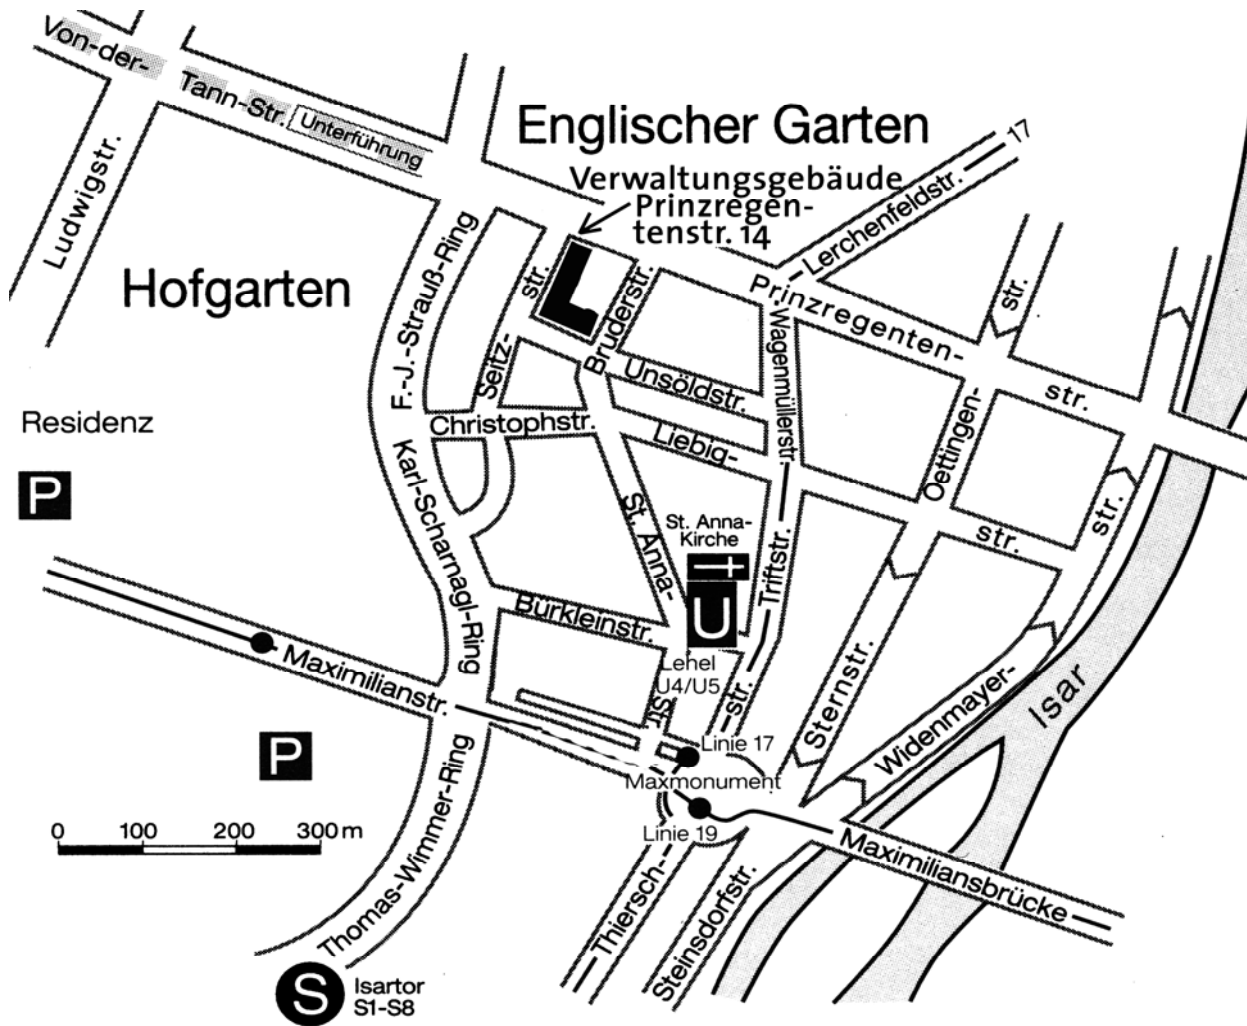 Von-der-
Tann-Str.
Unterführung
Englischer Garten
17
Verwaltungsgebäude
Prinzregen-
tenstr. 14
Lerchenfeldstr.
Ludwigstr.
Hofgarten
F.-J.-Strauß-Ring
Seitz-
str.
Bruderstr.
Prinzregenten-
str.
Wagenmüllerstr.
str.
Oettingen-
Unsöldstr.
Christophstr.
Liebig-
str.
Residenz
P
Karl-Scharnagl-Ring
St. Anna-
St. Anna-
Kirche
U
Lehel
U4/U5
Str.
Triftstr.
str.
Bürkleinstr.
Sternstr.
Widenmayer-
str.
Isar
Maximilianstr.
P
Linie 17
Maxmonument
Linie 19
Maximiliansbrücke
0 100 200 300 m
Thomas-Wimmer-Ring
Thiersch-
Steinsdorfstr.
S
Isartor
S1-S8